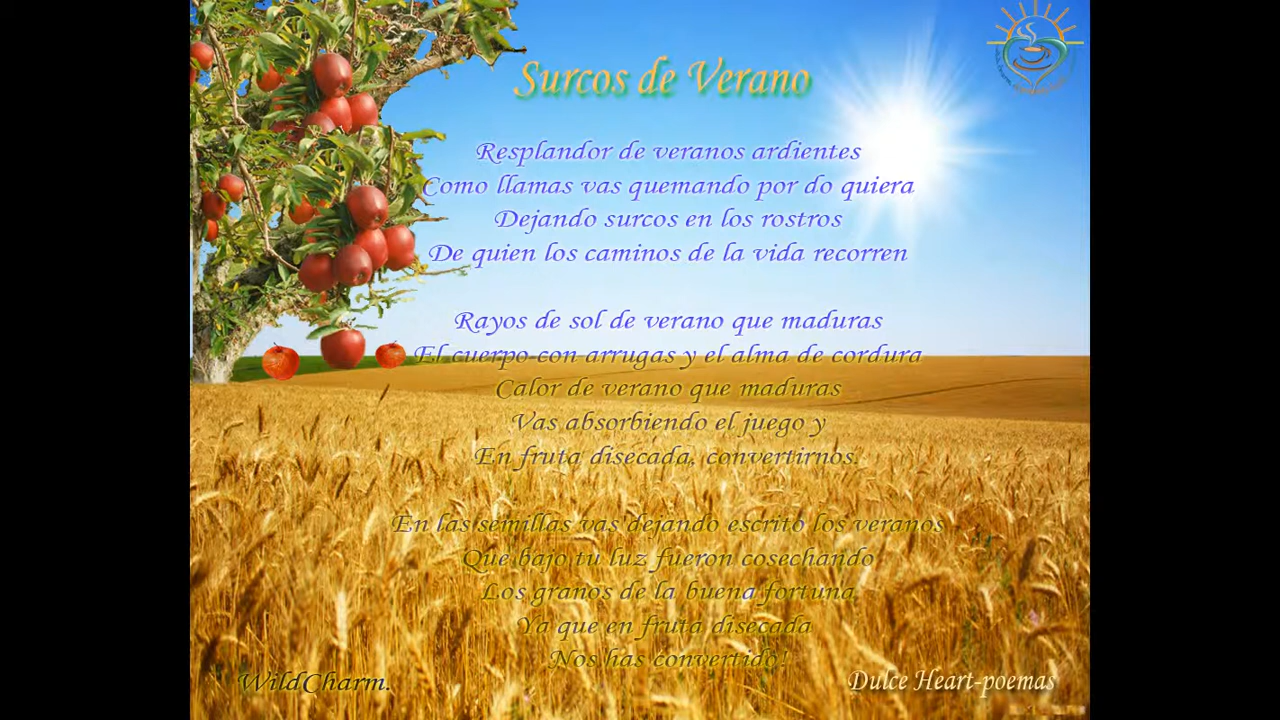 Surcos de Verano
Resplandor de veranos ardientes
Como llamas vas quemando por do quiera
Dejando surcos en los rostros
De quien los caminos de la vida recorren
Rayos de sol de verano que maduras
El cuerpo con arrugas y el alma de cordura
Calor de verano que maduras
Vas absorbiendo el juego y
En fruta disecada, convertirnos.
En las semillas vas dejando escrito los veranos
Que bajo tu luz fueron cosechando
Los granos de la buena fortuna
Ya que en fruta disecada
Nos has convertido!
WildCharm.
Dulce Heart-poemas